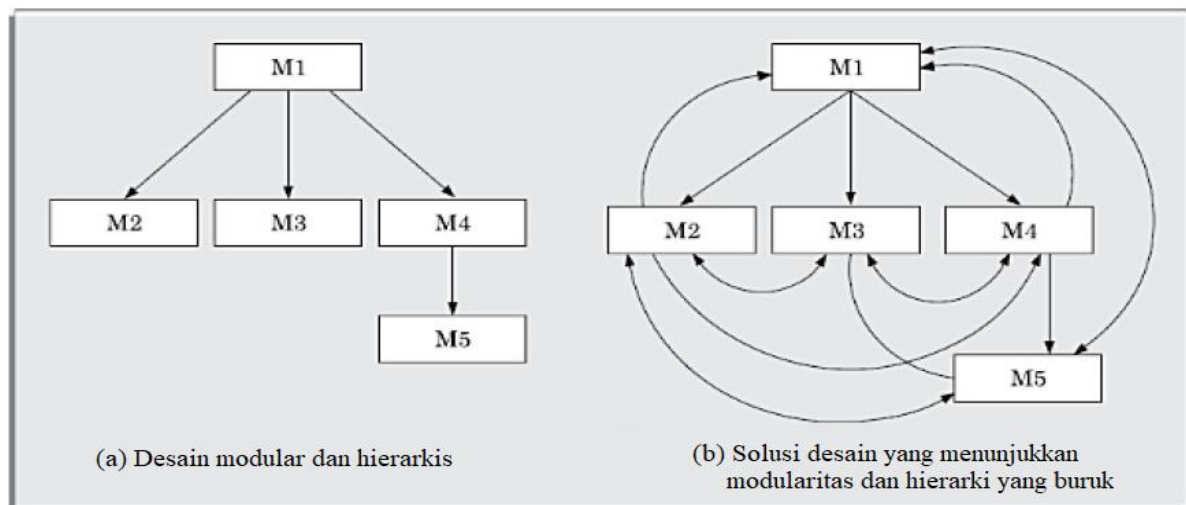 M1
M2
M3
M4
M5
(a) Desain modular dan hierarkis
M1
M2
M3
M4
M5
(b) Solusi desain yang menunjukkan
modularitas dan hierarki yang buruk